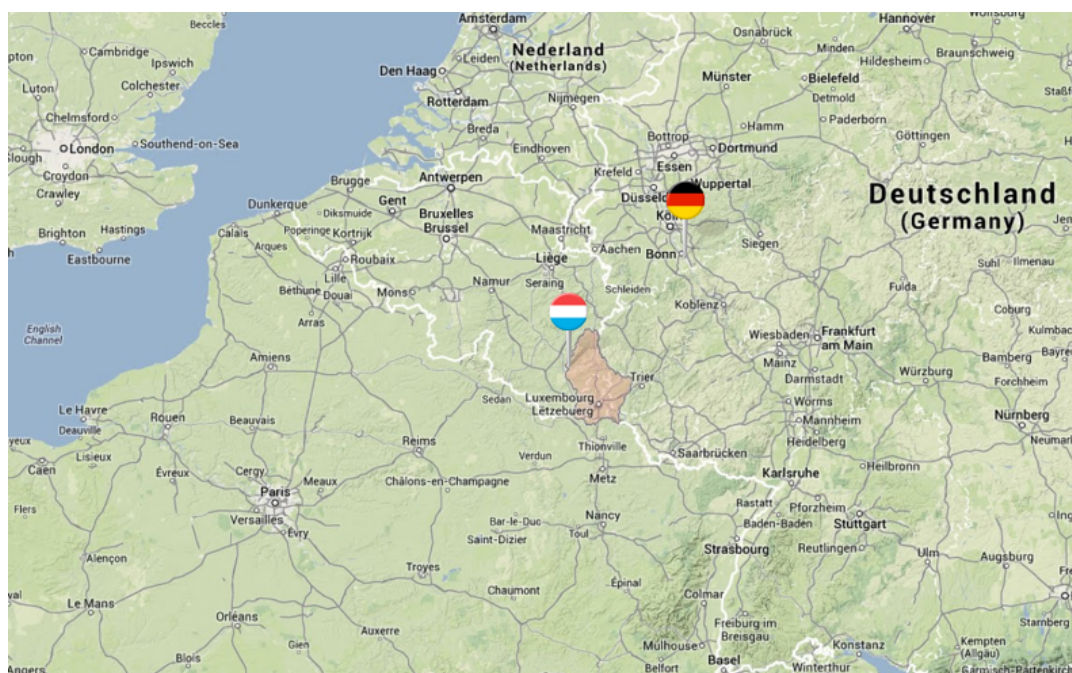 Beccles
Amsterdam
Hannover
Wolfsburg
Cambridge
Ipswich
Nederland
(Netherlands)
Leiden
Osnabrück
Minden
Braunschweig
Hildesheim
Colchester
Den Haag
Münster
Bielefeld
Luton
Rotterdam
Nijmegen
Detmold
Chelmsford
Breda
Hamm
Paderborn
London
Southend-on-Sea
Eindhoven
Bottrop
Dortmund
Göttingen
Slough
Essen
Croydon
Krefeld
Wuppertal
Crawley
Brugge
Antwerpen
Deutschland
(Germany)
Dunkerque
Diksmuide
Gent
Bruxelles
Brussel
Brighton
Hastings
Calais
Poperinge
Kortrijk
Maastricht
Siegen
Eastbourne
Arques
Roubaix
Aachen
Bonn
Lille
Liège
Suhl
Ilmenau
Béthune
Douai
Mons
Namur
Seraing
Schleiden
Fulda
Koblenz
Coburg
Arras
English
Channel
Wiesbaden
Frankfurt
am Main
Kulmbach
Amiens
Mainz
Bamberg
Trier
Darmstadt
Würzburg
Forchheim
Sedan
Luxembourg
Lëtzebuerg
Worms
Le Havre
Rouen
Beauvais
Mannheim
Nürnberg
Deauville
Reims
Thionville
Heidelberg
Lisieux
Verdun
Saarbrücken
Caen
Évreux
Cergy
Meaux
Châlons-en-Champagne
Metz
Karlsruhe
Heilbronn
Paris
Rastatt
Pforzheim
Flers
Versailles
Évry
Bar-le-Duc
Nancy
Baden-Baden
Stuttgart
Saint-Dizier
Toul
Strasbourg
Reutlingen
Alençon
Troyes
Ulm
Augsburg
Chaumont
Épinal
Colmar
Le Mans
Orléans
Auxerre
Freiburg im
Breisgau
Starnberg
Gien
Mulhouse
Konstanz
Kempten
(Allgäu)
Angers
Blois
Belfort
Basel
Winterthur
Garmisch-Partenkirchen